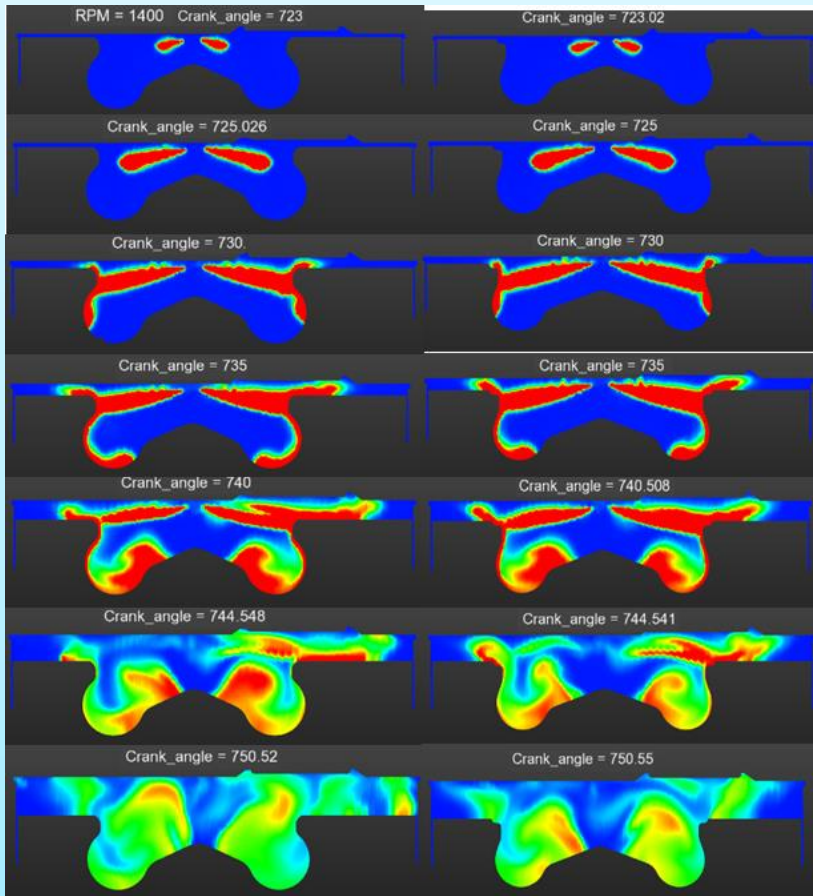 RPM = 1400 Crank_angle = 723
Crank_angle = 723.02
Crank_angle = 725.026
Crank_angle = 725
Crank_angle = 730.
Crank_angle = 730
Crank_angle = 735
Crank_angle = 735
Crank_angle = 740
Crank_angle = 740.508
Crank_angle = 744.548
Crank_angle = 744.541
Crank_angle = 750.52
Crank_angle = 750.55